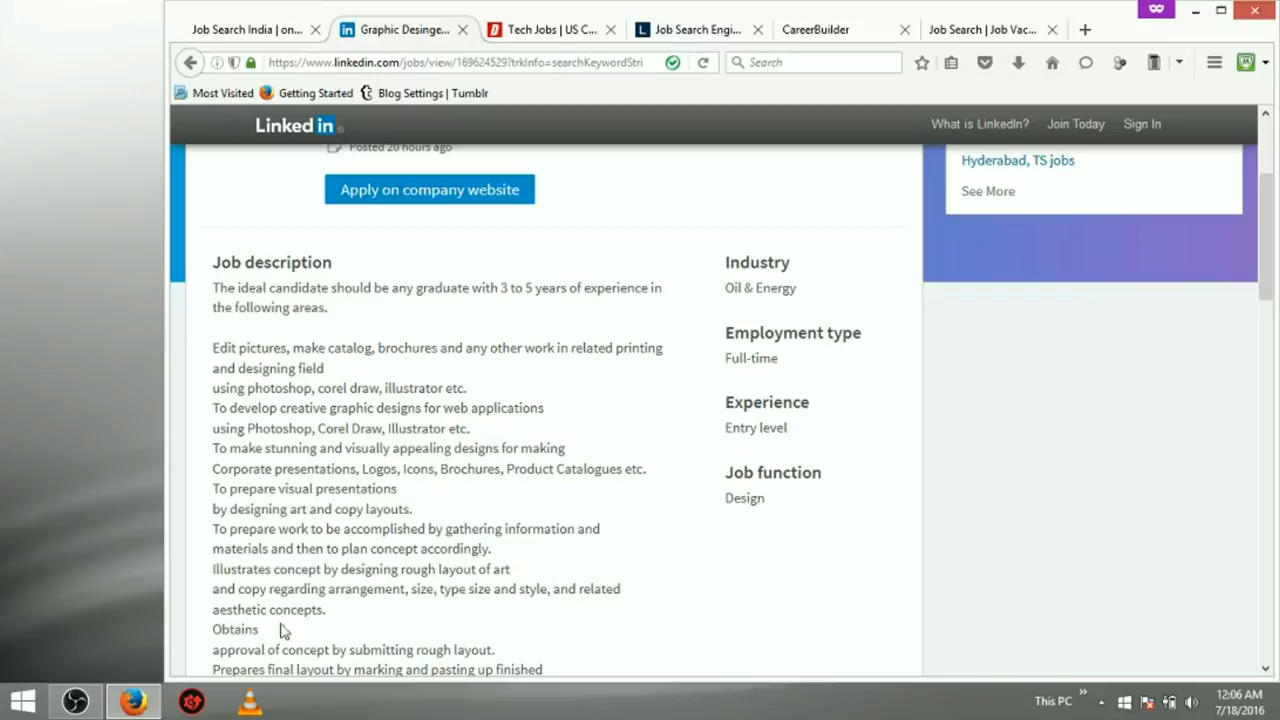 Job Search India | on...
Graphic Desinge...
Tech Jobs | US C...
Job Search Engi...
CareerBuilder
Job Search | Job Vac...
https://www.linkedin.com/jobs/view/169624529?trkInfo=searchKeywordStri
Search
Most Visited
Getting Started
Blog Settings | Tumblr
Linked in
What is LinkedIn?
Join Today
Sign In
Posted 20 hours ago
Hyderabad, TS jobs
See More
Apply on company website
Job description
The ideal candidate should be any graduate with 3 to 5 years of experience in
the following areas.
Edit pictures, make catalog, brochures and any other work in related printing
and designing field
using photoshop, corel draw, illustrator etc.
To develop creative graphic designs for web applications
using Photoshop, Corel Draw, Illustrator etc.
To make stunning and visually appealing designs for making
Corporate presentations, Logos, Icons, Brochures, Product Catalogues etc.
To prepare visual presentations
by designing art and copy layouts.
To prepare work to be accomplished by gathering information and
materials and then to plan concept accordingly.
Illustrates concept by designing rough layout of art
and copy regarding arrangement, size, type size and style, and related
aesthetic concepts.
Obtains
approval of concept by submitting rough layout.
Prepares final layout by marking and pasting up finished
Industry
Oil & Energy
Employment type
Full-time
Experience
Entry level
Job function
Design
This PC
12:06 AM
7/18/2016